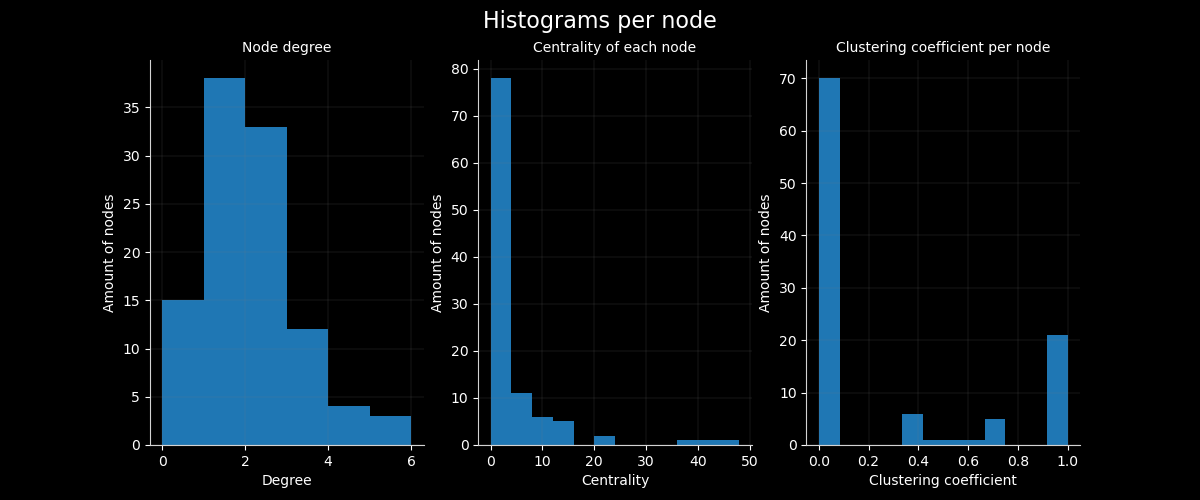 Histograms per node
Node degree
Amount of nodes
35
30
25
20
15
10
5
0
0 2 4 6
Degree
Centrality of each node
Amount of nodes
80
70
60
50
40
30
20
10
0
0 10 20 30 40 50
Centrality
Clustering coefficient per node
Amount of nodes
70
60
50
40
30
20
10
0
0.0 0.2 0.4 0.6 0.8 1.0
Clustering coefficient